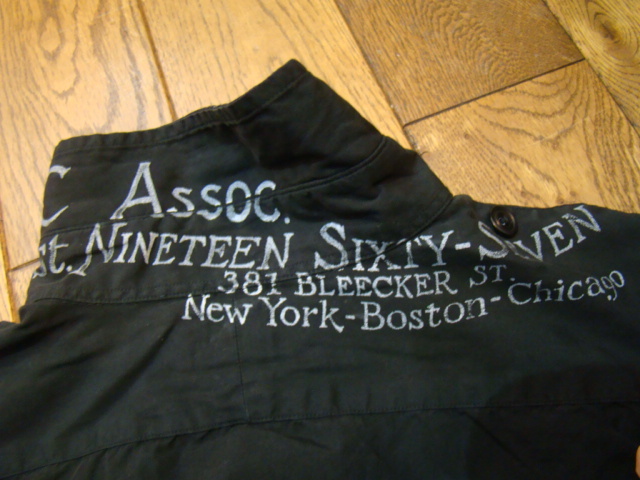 C Assoc.
st. NINETEEN SIXTY-SEVEN
381 BLEECKER ST.
New York-Boston-Chicago